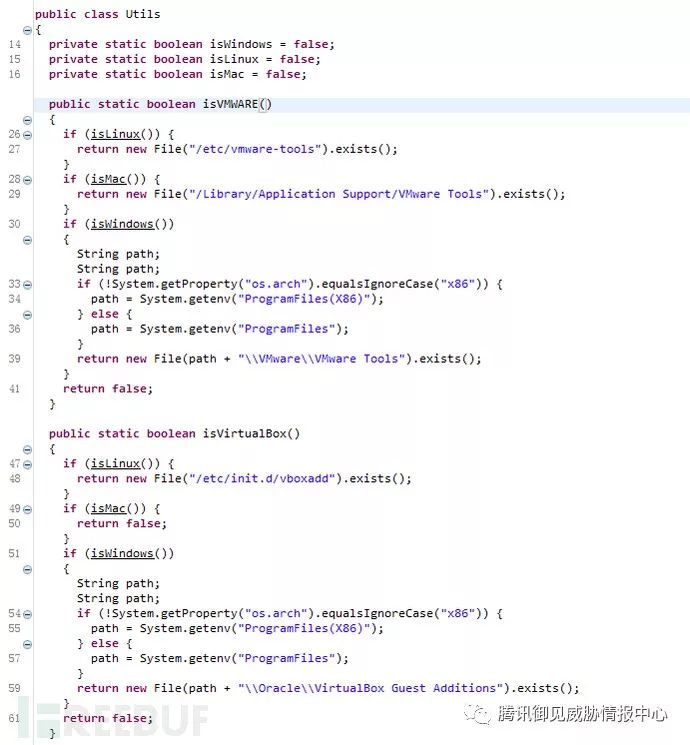 public class Utils
{
14 private static boolean isWindows = false;
15 private static boolean isLinux = false;
16 private static boolean isMac = false;
public static boolean isVMWARE()
{
26 if (isLinux()) {
27 return new File("/etc/vmware-tools").exists();
}
28 if (isMac()) {
29 return new File("/Library/Application Support/VMware Tools").exists();
}
30 if (isWindows())
{
String path;
String path;
33 if (!System.getProperty("os.arch").equalsIgnoreCase("x86")) {
34 path = System.getenv("ProgramFiles(X86)");
} else {
36 path = System.getenv("ProgramFiles");
}
39 return new File(path + "\\VMware\\VMware Tools").exists();
}
41 return false;
}
public static boolean isVirtualBox()
{
47 if (isLinux()) {
48 return new File("/etc/init.d/vboxadd").exists();
}
49 if (isMac()) {
50 return false;
}
51 if (isWindows())
{
String path;
String path;
54 if (!System.getProperty("os.arch").equalsIgnoreCase("x86")) {
55 path = System.getenv("ProgramFiles(X86)");
} else {
57 path = System.getenv("ProgramFiles");
}
59 return new File(path + "\\Oracle\\VirtualBox Guest Additions").exists();
}
61 return false;
}
FREEBUF
腾讯御见威胁情报中心